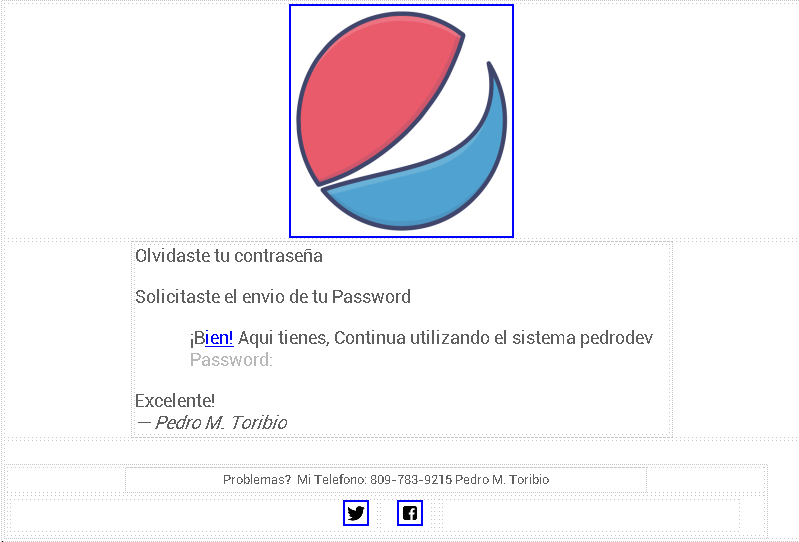 Olvidaste tu contraseña
Solicitaste el envio de tu Password
¡Bien! Aqui tienes, Continua utilizando el sistema pedrodev
Password:
Excelente!
— Pedro M. Toribio
Problemas? Mi Telefono: 809-783-9215 Pedro M. Toribio